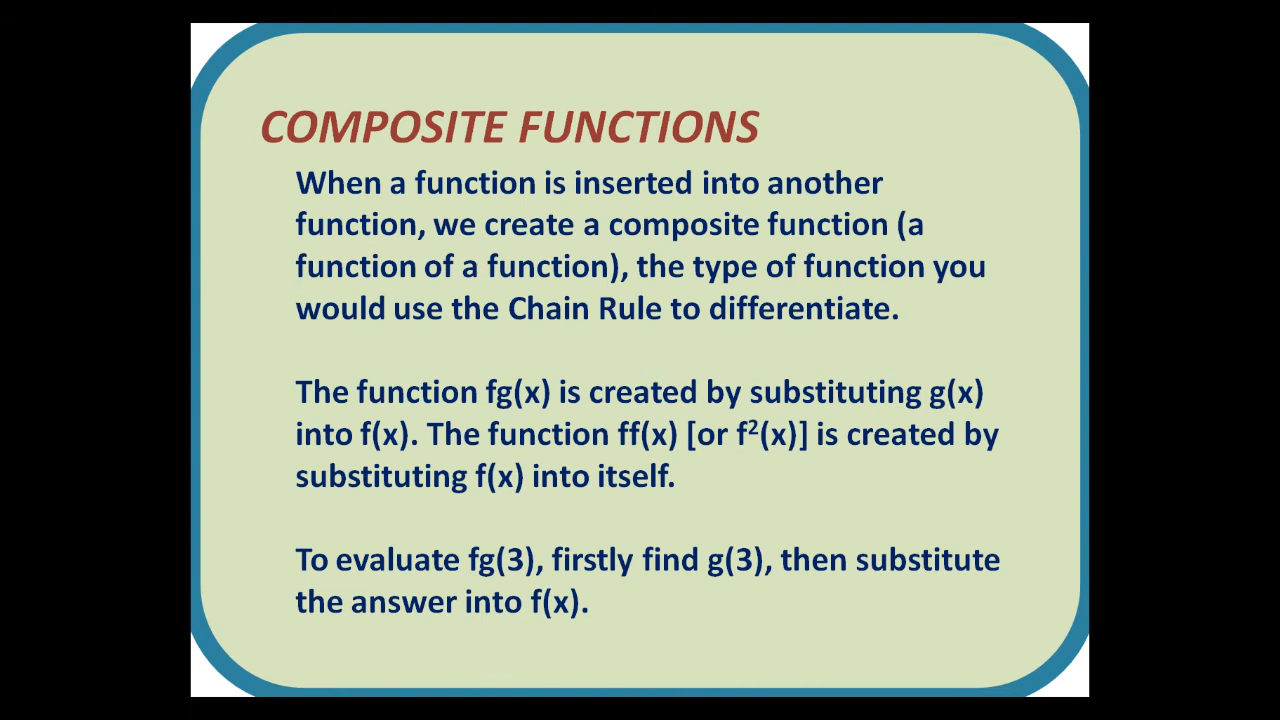 COMPOSITE FUNCTIONS
When a function is inserted into another
function, we create a composite function (a
function of a function), the type of function you
would use the Chain Rule to differentiate.
The function fg(x) is created by substituting g(x)
into f(x). The function ff(x) [or f²(x)] is created by
substituting f(x) into itself.
To evaluate fg(3), firstly find g(3), then substitute
the answer into f(x).